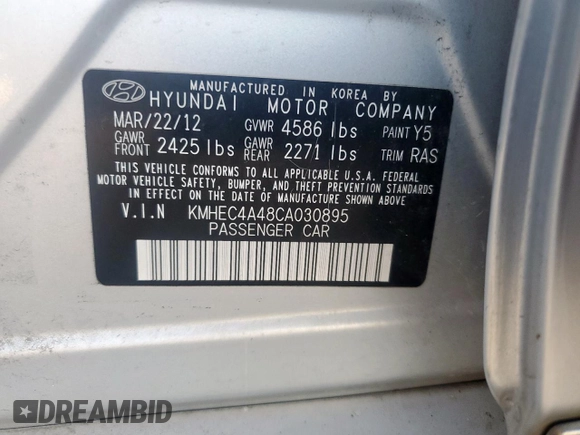 MANUFACTURED IN KOREA BY
HYUNDAI MOTOR COMPANY
MAR/22/12 GVWR 4586 lbs PAINT Y5
GAWR FRONT 2425 lbs GAWR REAR 2271 lbs TRIM RAS
THIS VEHICLE CONFORMS TO ALL APPLICABLE U.S.A. FEDERAL
MOTOR VEHICLE SAFETY, BUMPER, AND THEFT PREVENTION STANDARDS
IN EFFECT ON THE DATE OF MANUFACTURE SHOWN ABOVE.
V.I.N KMHEC4A48CA030895
PASSENGER CAR
DREAMBID